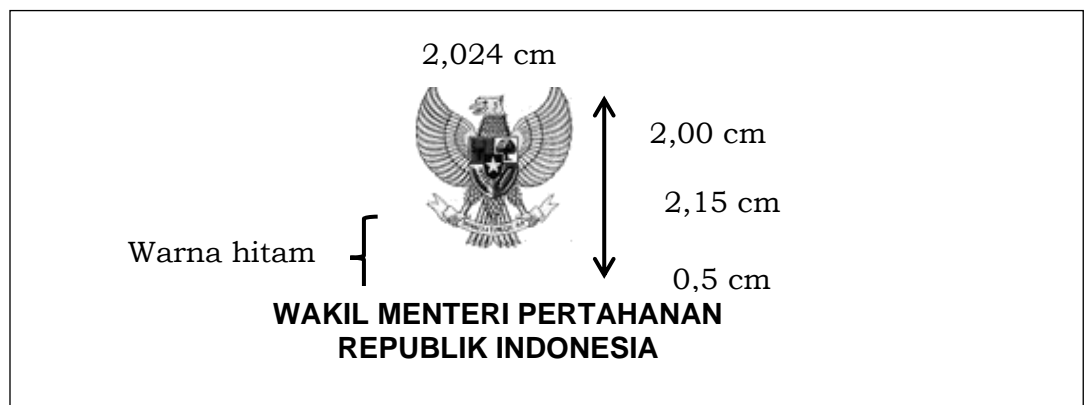 2,024 cm
2,00 cm
2,15 cm
Warna hitam
0,5 cm
WAKIL MENTERI PERTAHANAN
REPUBLIK INDONESIA